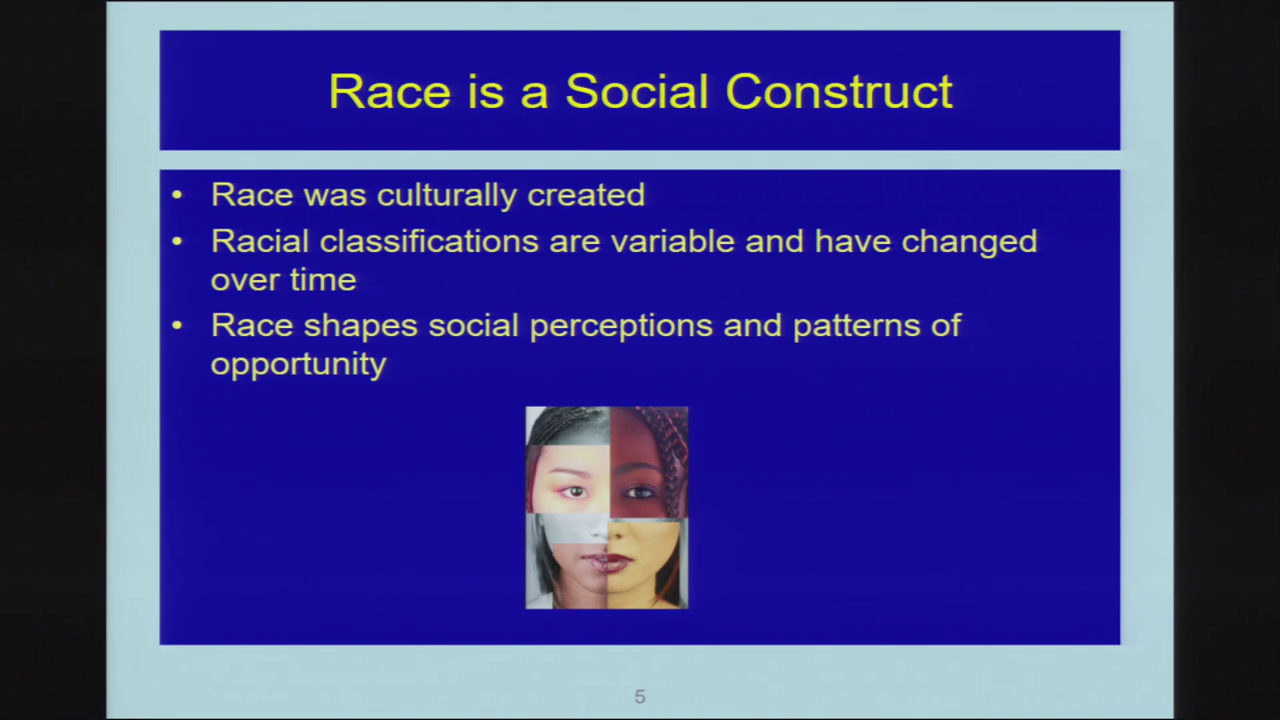 Race is a Social Construct
• Race was culturally created
• Racial classifications are variable and have changed
over time
• Race shapes social perceptions and patterns of
opportunity
5